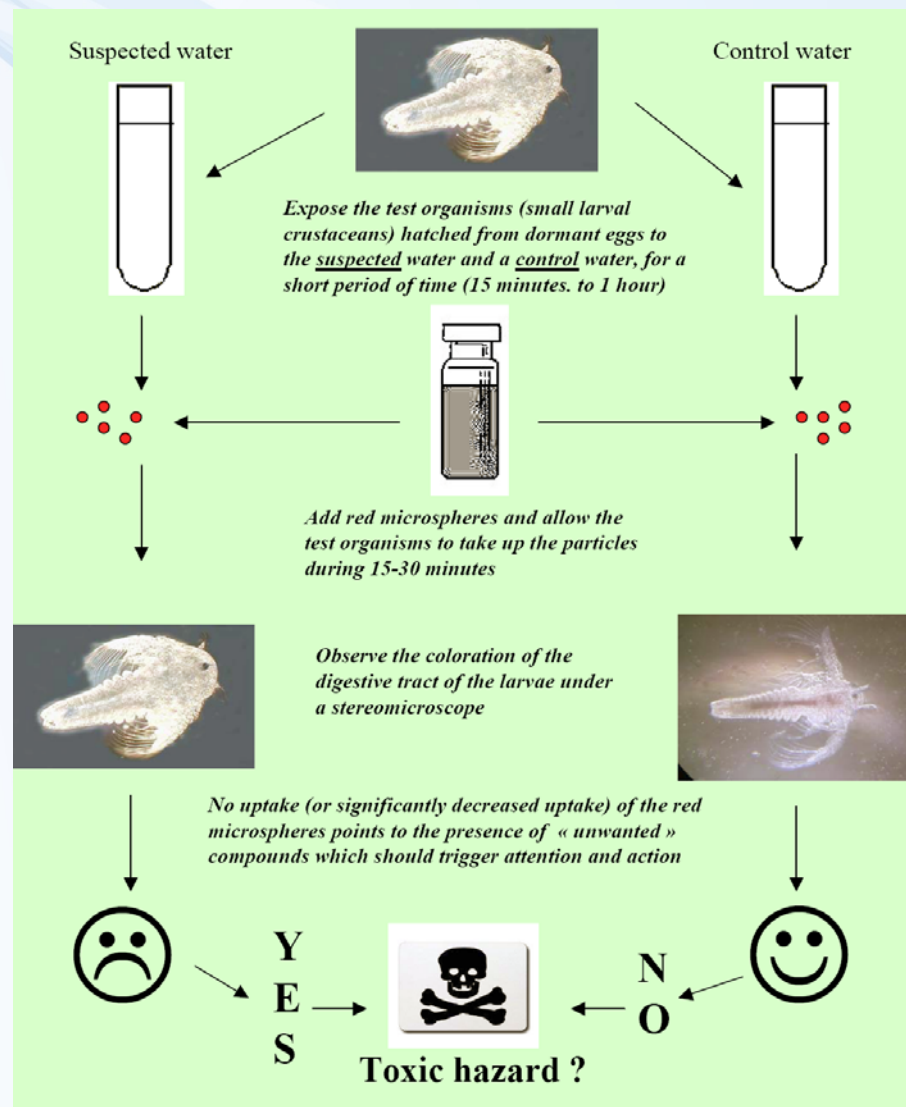 Suspected water
Control water
Expose the test organisms (small larval
crustaceans) hatched from dormant eggs to
the suspected water and a control water, for a
short period of time (15 minutes. to 1 hour)
Add red microspheres and allow the
test organisms to take up the particles
during 15-30 minutes
Observe the coloration of the
digestive tract of the larvae under
a stereomicroscope
No uptake (or significantly decreased uptake) of the red
microspheres points to the presence of « unwanted »
compounds which should trigger attention and action
YES
NO
Toxic hazard ?